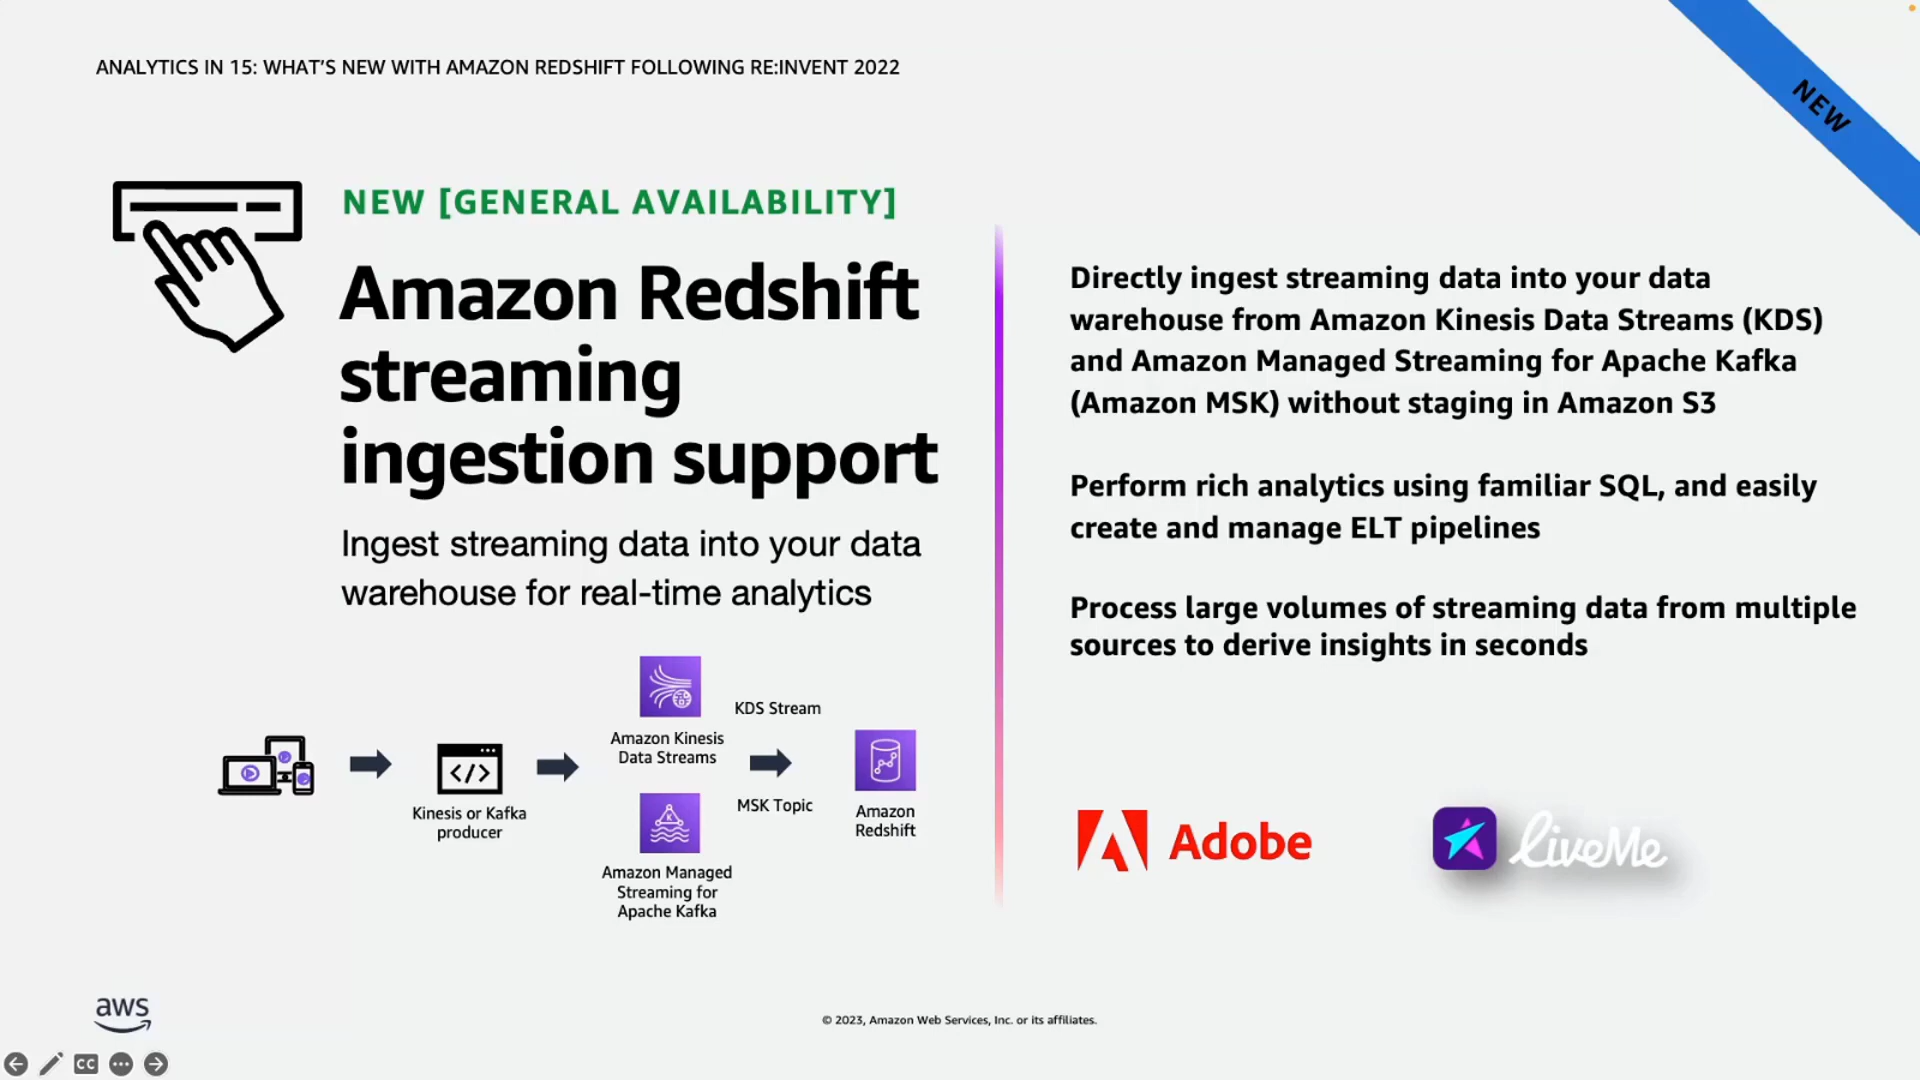 ANALYTICS IN 15: WHAT'S NEW WITH AMAZON REDSHIFT FOLLOWING RE:INVENT 2022
NEW
NEW [GENERAL AVAILABILITY]
Amazon Redshift
streaming
ingestion support
Ingest streaming data into your data
warehouse for real-time analytics
Kinesis or Kafka
producer
Amazon Kinesis
Data Streams
KDS Stream
MSK Topic
Amazon Managed
Streaming for
Apache Kafka
Amazon
Redshift
Directly ingest streaming data into your data
warehouse from Amazon Kinesis Data Streams (KDS)
and Amazon Managed Streaming for Apache Kafka
(Amazon MSK) without staging in Amazon S3
Perform rich analytics using familiar SQL, and easily
create and manage ELT pipelines
Process large volumes of streaming data from multiple
sources to derive insights in seconds
Adobe
LiveMe
aws
© 2023, Amazon Web Services, Inc. or its affiliates.
CC